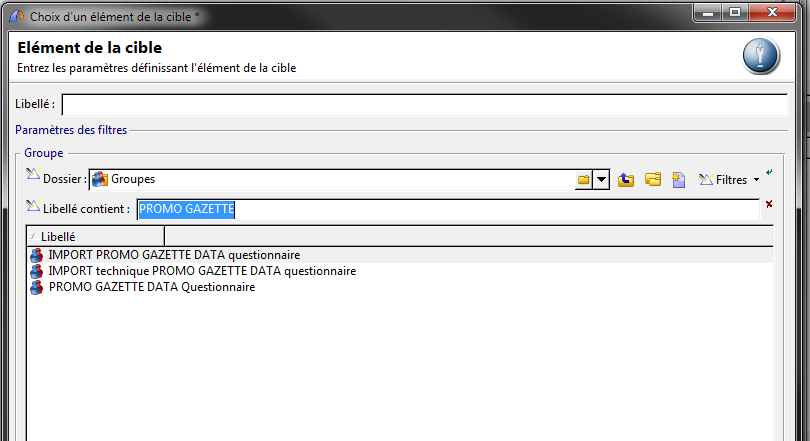 Choix d'un élément de la cible *
Elément de la cible
Entrez les paramètres définissant l'élément de la cible
Libellé :
Paramètres des filtres
Groupe
Dossier : Groupes Filtres
Libellé contient : PROMO GAZETTE
Libellé
IMPORT PROMO GAZETTE DATA questionnaire
IMPORT technique PROMO GAZETTE DATA questionnaire
PROMO GAZETTE DATA Questionnaire